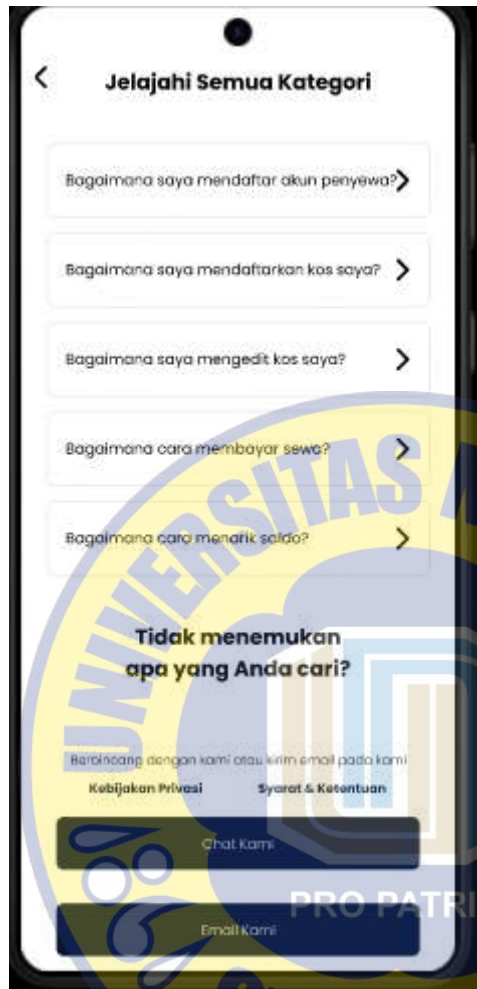 Jelajahi Semua Kategori
Bagaimana saya mendaftar akun penyewa?
Bagaimana saya mendaftarkan kos saya?
Bagaimana saya mengedit kos saya?
Bagaimana cara membayar sewa?
Bagaimana cara menarik saldo?
Tidak menemukan
apa yang Anda cari?
Berbincang dengan kami atau kirim email pada kami
Kebijakan Privasi Syarat & Ketentuan
Chat Kami
Email Kami
UNIVERSITAS
PRO PATRI